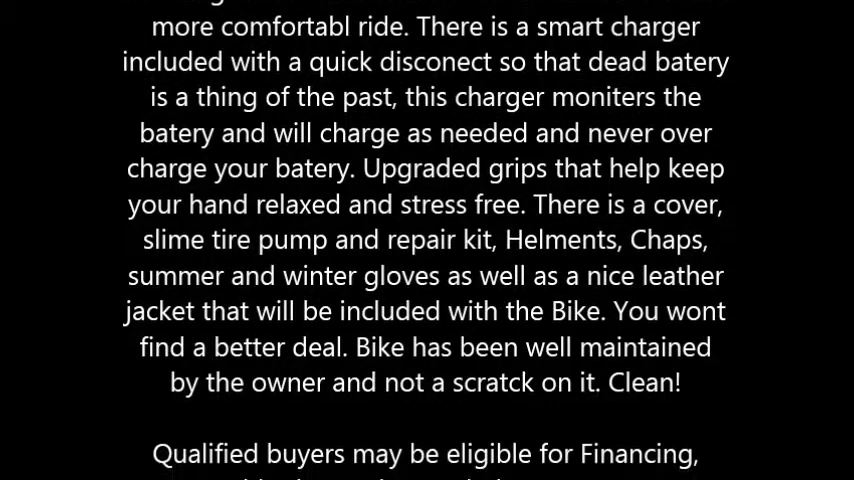 more comfortabl ride. There is a smart charger
included with a quick disconect so that dead batery
is a thing of the past, this charger moniters the
batery and will charge as needed and never over
charge your batery. Upgraded grips that help keep
your hand relaxed and stress free. There is a cover,
slime tire pump and repair kit, Helments, Chaps,
summer and winter gloves as well as a nice leather
jacket that will be included with the Bike. You wont
find a better deal. Bike has been well maintained
by the owner and not a scratck on it. Clean!
Qualified buyers may be eligible for Financing,